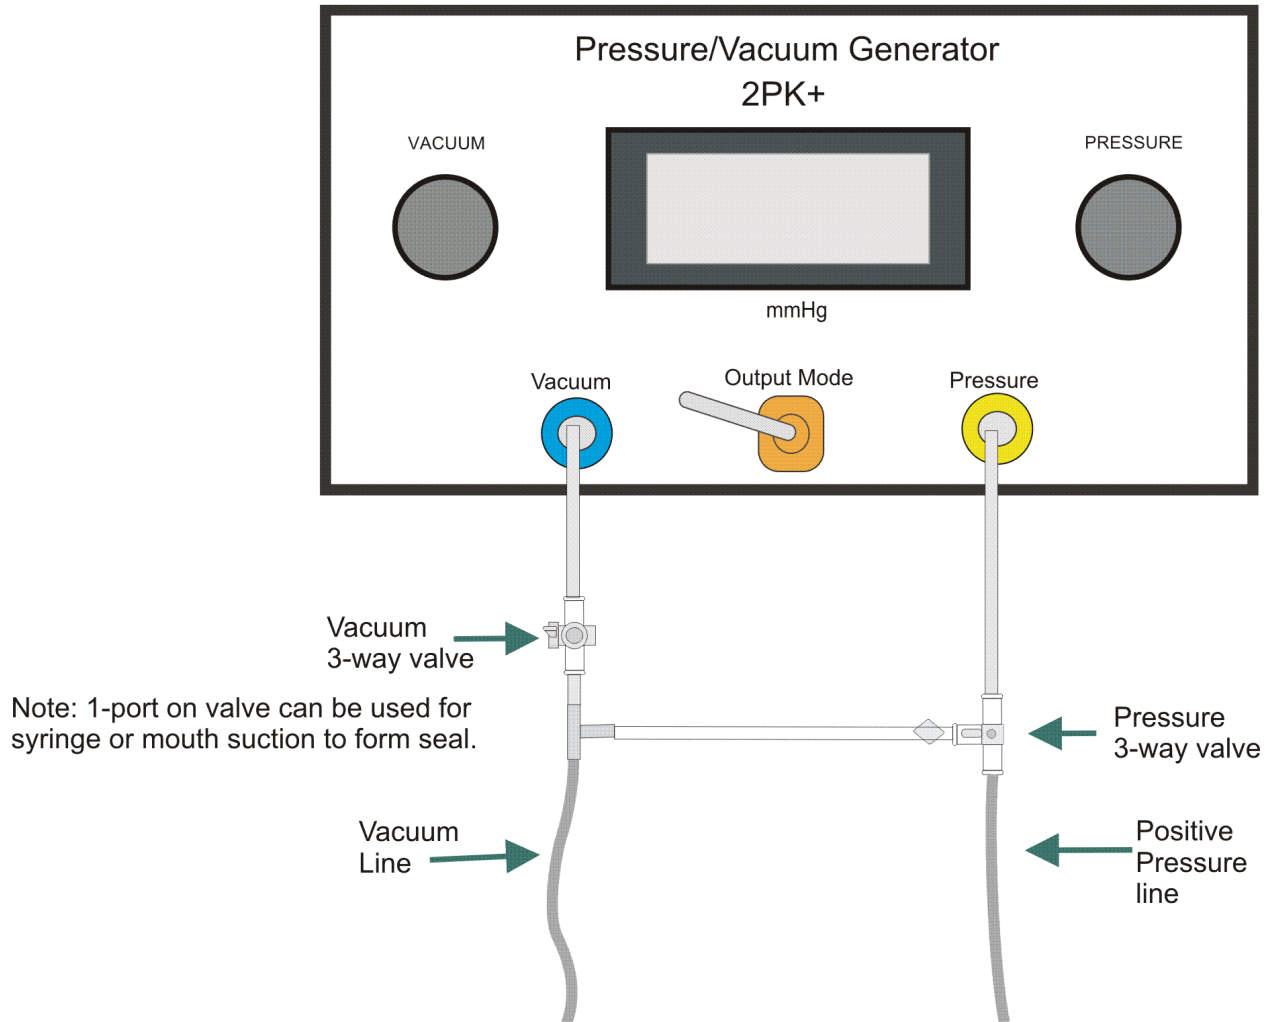 Pressure/Vacuum Generator
2PK+
VACUUM
PRESSURE
mmHg
Vacuum
Output Mode
Pressure
Vacuum
3-way valve
Note: 1-port on valve can be used for
syringe or mouth suction to form seal.
Pressure
3-way valve
Vacuum
Line
Positive
Pressure
line